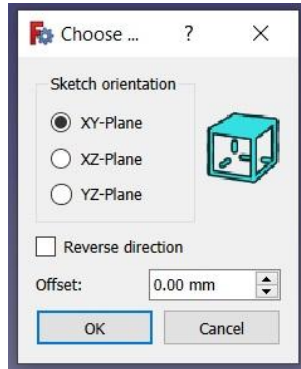 Choose ...
Sketch orientation
XY-Plane
XZ-Plane
YZ-Plane
Reverse direction
Offset: 0.00 mm
OK Cancel